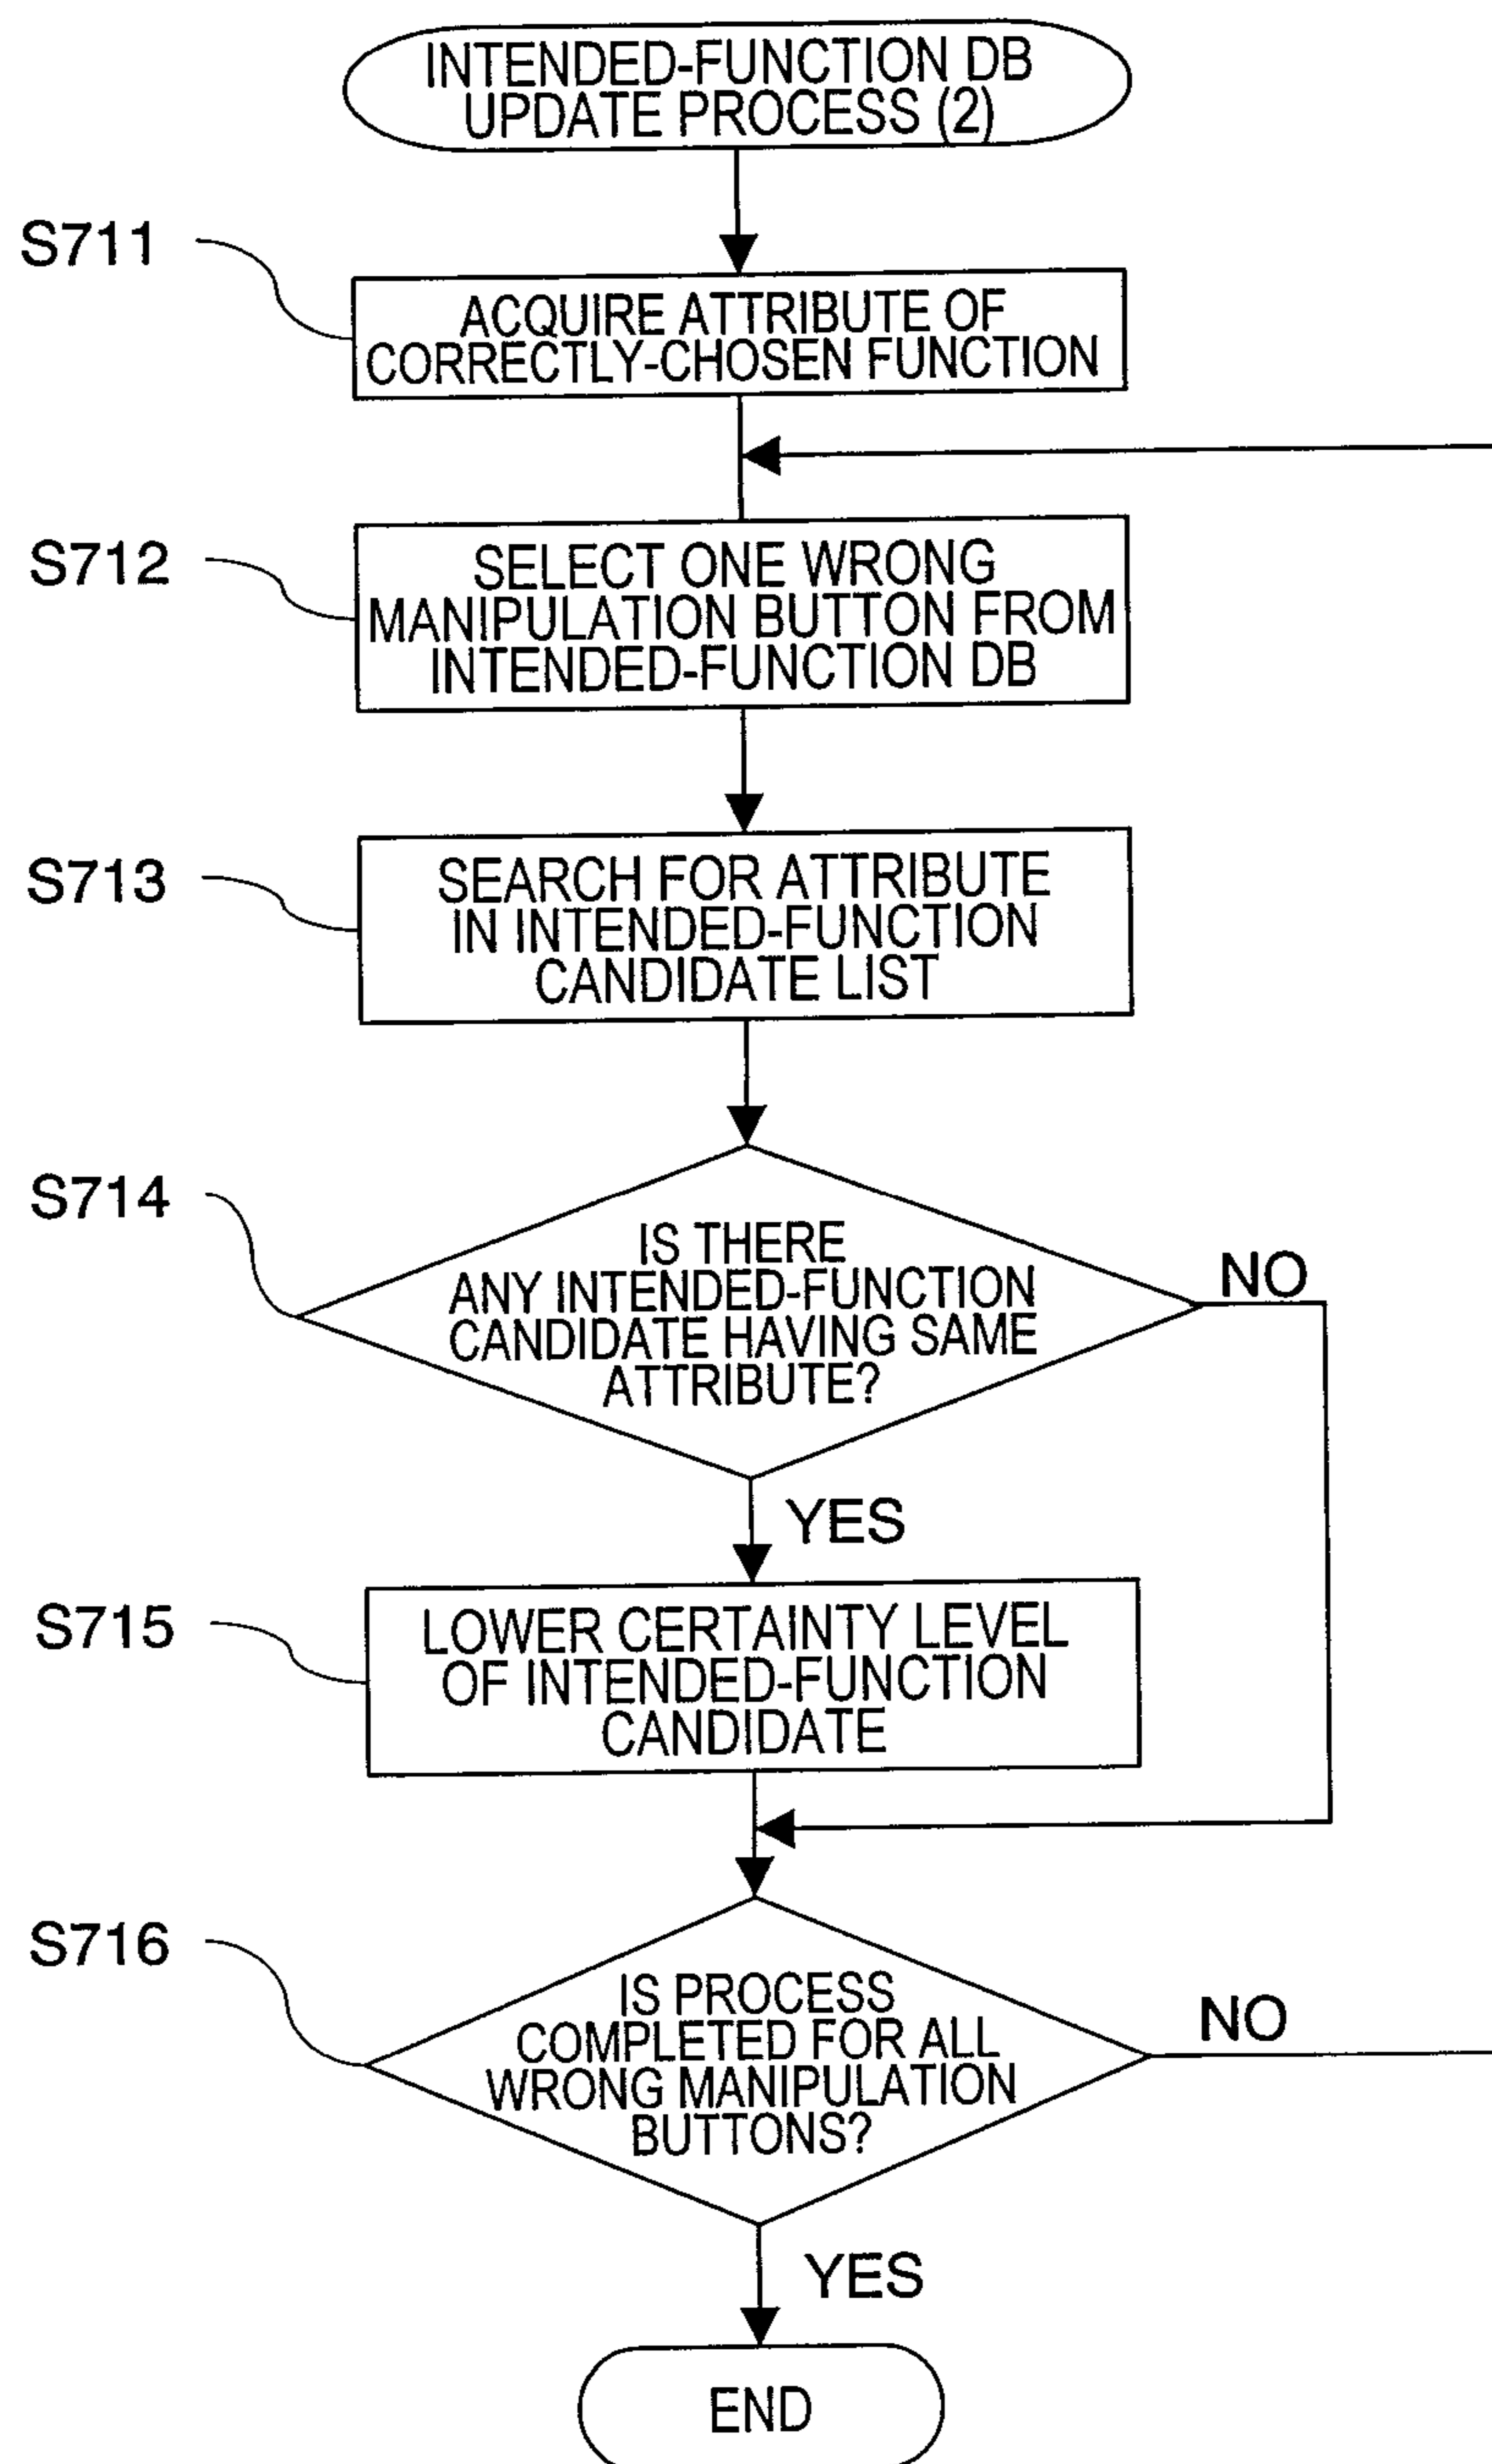 INTENDED-FUNCTION DB
UPDATE PROCESS (2)
S711
ACQUIRE ATTRIBUTE OF
CORRECTLY-CHOSEN FUNCTION
S712
SELECT ONE WRONG
MANIPULATION BUTTON FROM
INTENDED-FUNCTION DB
S713
SEARCH FOR ATTRIBUTE
IN INTENDED-FUNCTION
CANDIDATE LIST
S714
IS THERE
ANY INTENDED-FUNCTION
CANDIDATE HAVING SAME
ATTRIBUTE?
NO
YES
S715
LOWER CERTAINTY LEVEL
OF INTENDED-FUNCTION
CANDIDATE
S716
IS PROCESS
COMPLETED FOR ALL
WRONG MANIPULATION
BUTTONS?
NO
YES
END